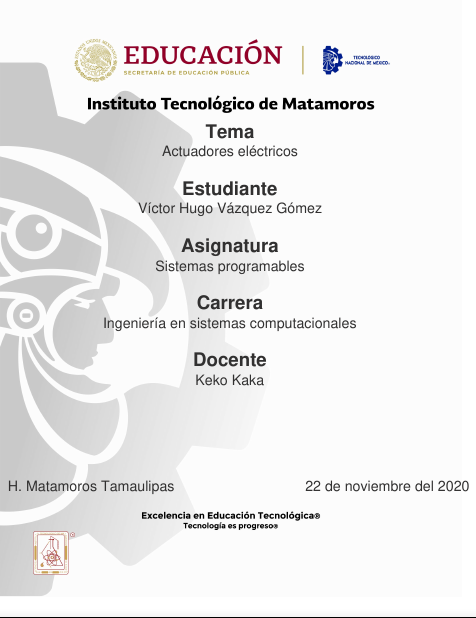 EDUCACIÓN
SECRETARÍA DE EDUCACIÓN PÚBLICA
TECNOLÓGICO
NACIONAL DE MÉXICO®
Instituto Tecnológico de Matamoros
Tema
Actuadores eléctricos
Estudiante
Víctor Hugo Vázquez Gómez
Asignatura
Sistemas programables
Carrera
Ingeniería en sistemas computacionales
Docente
Keko Kaka
H. Matamoros Tamaulipas
22 de noviembre del 2020
Excelencia en Educación Tecnológica®
Tecnología es progreso®